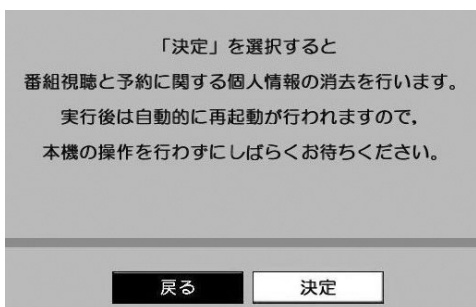 「決定」を選択すると
番組視聴と予約に関する個人情報の消去を行います。
実行後は自動的に再起動が行われますので,
本機の操作を行わずにしばらくお待ちください。
戻る 決定